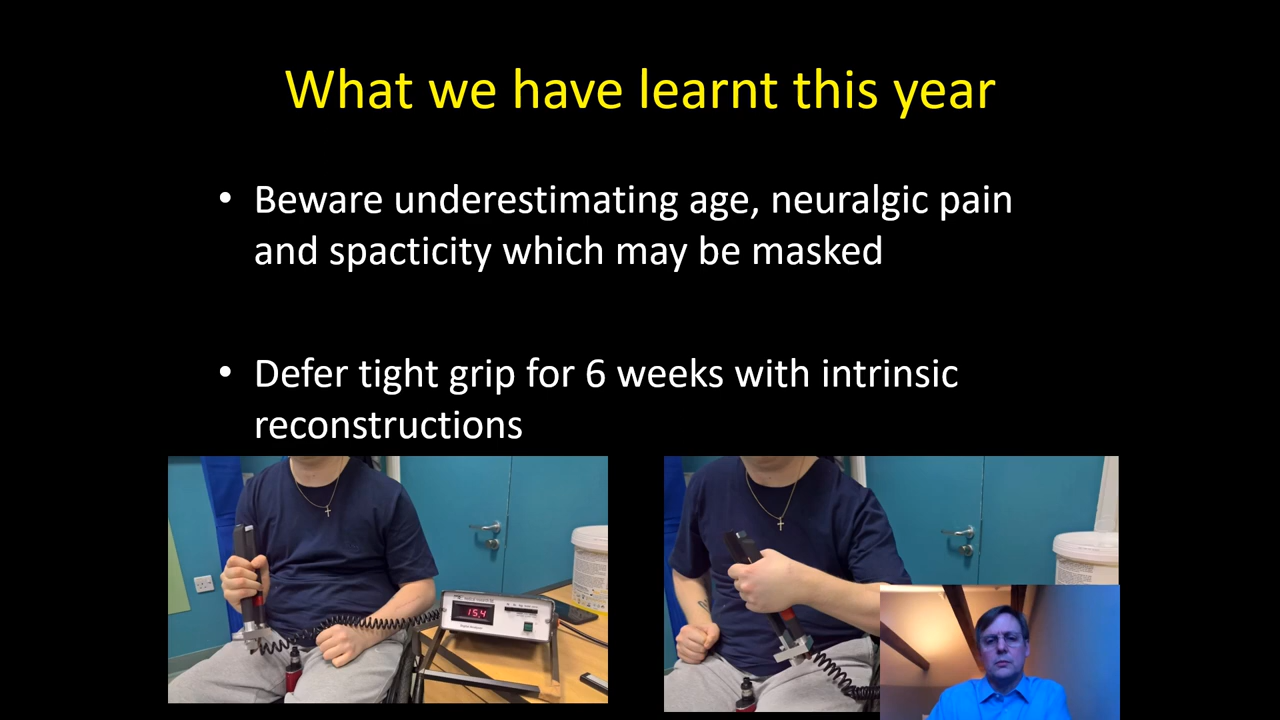 What we have learnt this year
• Beware underestimating age, neuralgic pain
and spacticity which may be masked
• Defer tight grip for 6 weeks with intrinsic
reconstructions
15.4